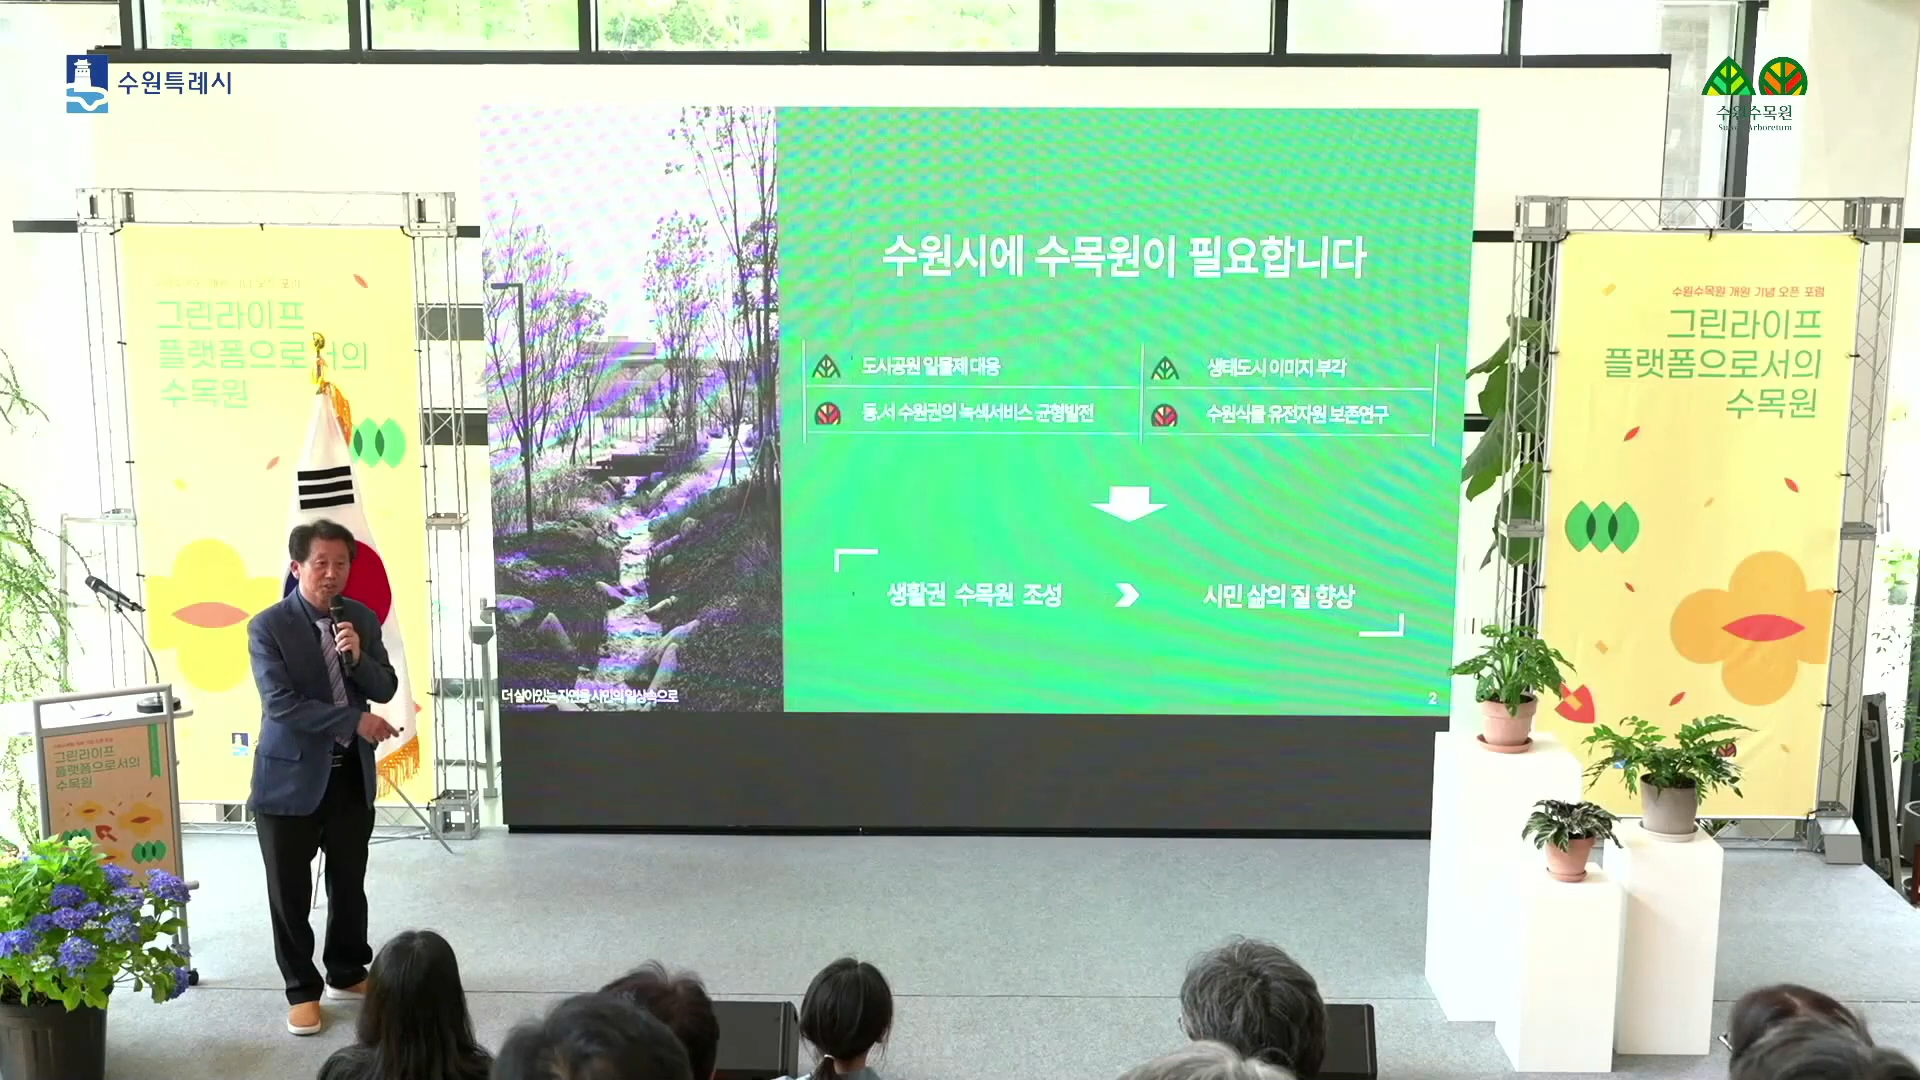 수원특례시
수원수목원
Suwon Arboretum
수원시에 수목원이 필요합니다
도시공원 일몰제 대응
생태도시 이미지 부각
동.서 수원권의 녹색서비스 균형발전
수원식물 유전자원 보존연구
생활권 수목원 조성
시민 삶의 질 향상
더 살아있는 자연을 시민의 일상속으로
2
그린라이프
플랫폼으로서의
수목원
수원수목원 개원 기념 오픈 포럼
그린라이프
플랫폼으로서의
수목원
그린라이프
플랫폼으로서의
수목원